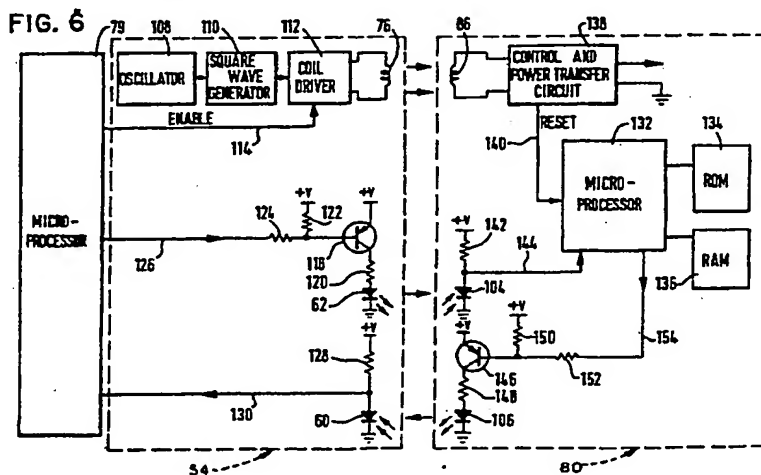 FIG. 6
79
108
110
112
76
86
138
OSCILLATOR
SQUARE
WAVE
GENERATOR
COIL
DRIVER
CONTROL AXD
POWER TRANSFER
CIRCUIT
ENABLE
114
RESET
140
132
134
MICRO-
PROCESSOR
ROM
RAM
136
MICRO-
PROCESSOR
+V
122
+V
124
126
118
120
62
+V
142
144
104
+V
128
130
60
+V
+V
150
152
154
146
148
106
54
80